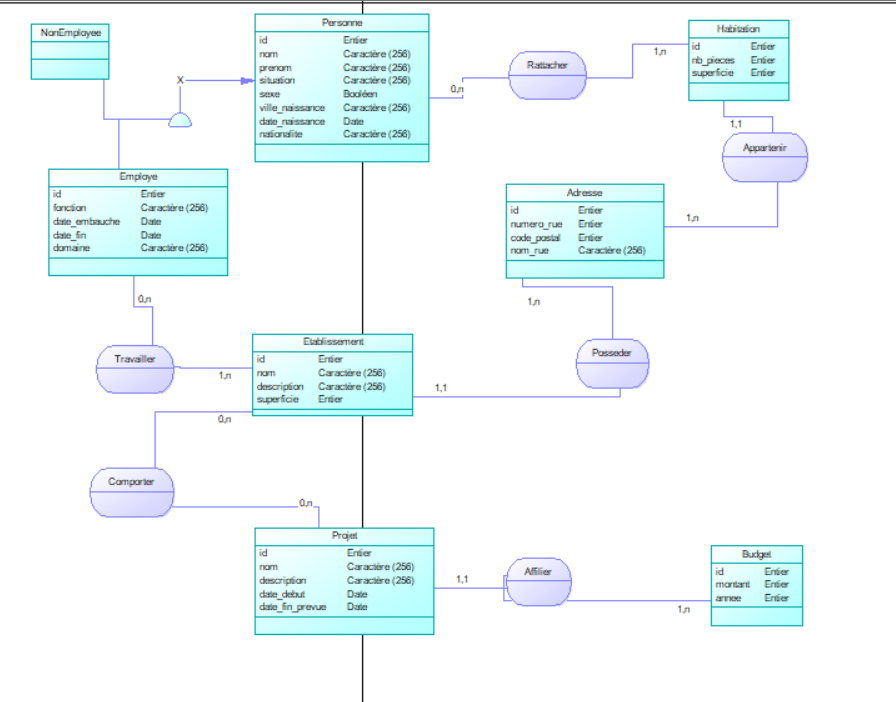 NonEmployee
X
Personne
id Entier
nom Caractère (256)
prenom Caractère (256)
situation Caractère (256)
sexe Booléen
ville_naissance Caractère (256)
date_naissance Date
nationalite Caractère (256)
0,n
Rattacher
1,n
Habitation
id Entier
nb_pieces Entier
superficie Entier
1,1
Appartenir
1,n
Employe
id Entier
fonction Caractère (256)
date_embauche Date
date_fin Date
domaine Caractère (256)
Adresse
id Entier
numero_rue Entier
code_postal Entier
nom_rue Caractère (256)
0,n
1,n
Travailler
1,n
Etablissement
id Entier
nom Caractère (256)
description Caractère (256)
superficie Entier
1,1
Posseder
0,n
Comporter
0,n
Projet
id Entier
nom Caractère (256)
description Caractère (256)
date_debut Date
date_fin_prevue Date
1,1
Affilier
1,n
Budget
id Entier
montant Entier
annee Entier